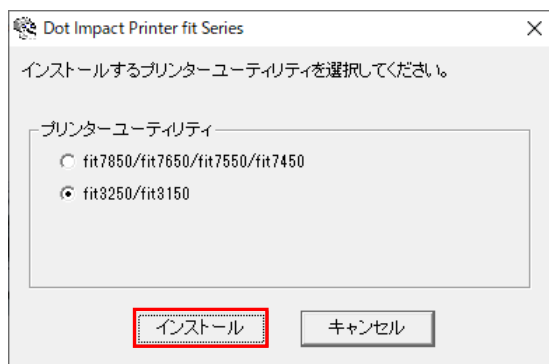 Dot Impact Printer fit Series
インストールするプリンターユーティリティを選択してください。
プリンターユーティリティ
fit7850/fit7650/fit7550/fit7450
fit3250/fit3150
インストール
キャンセル